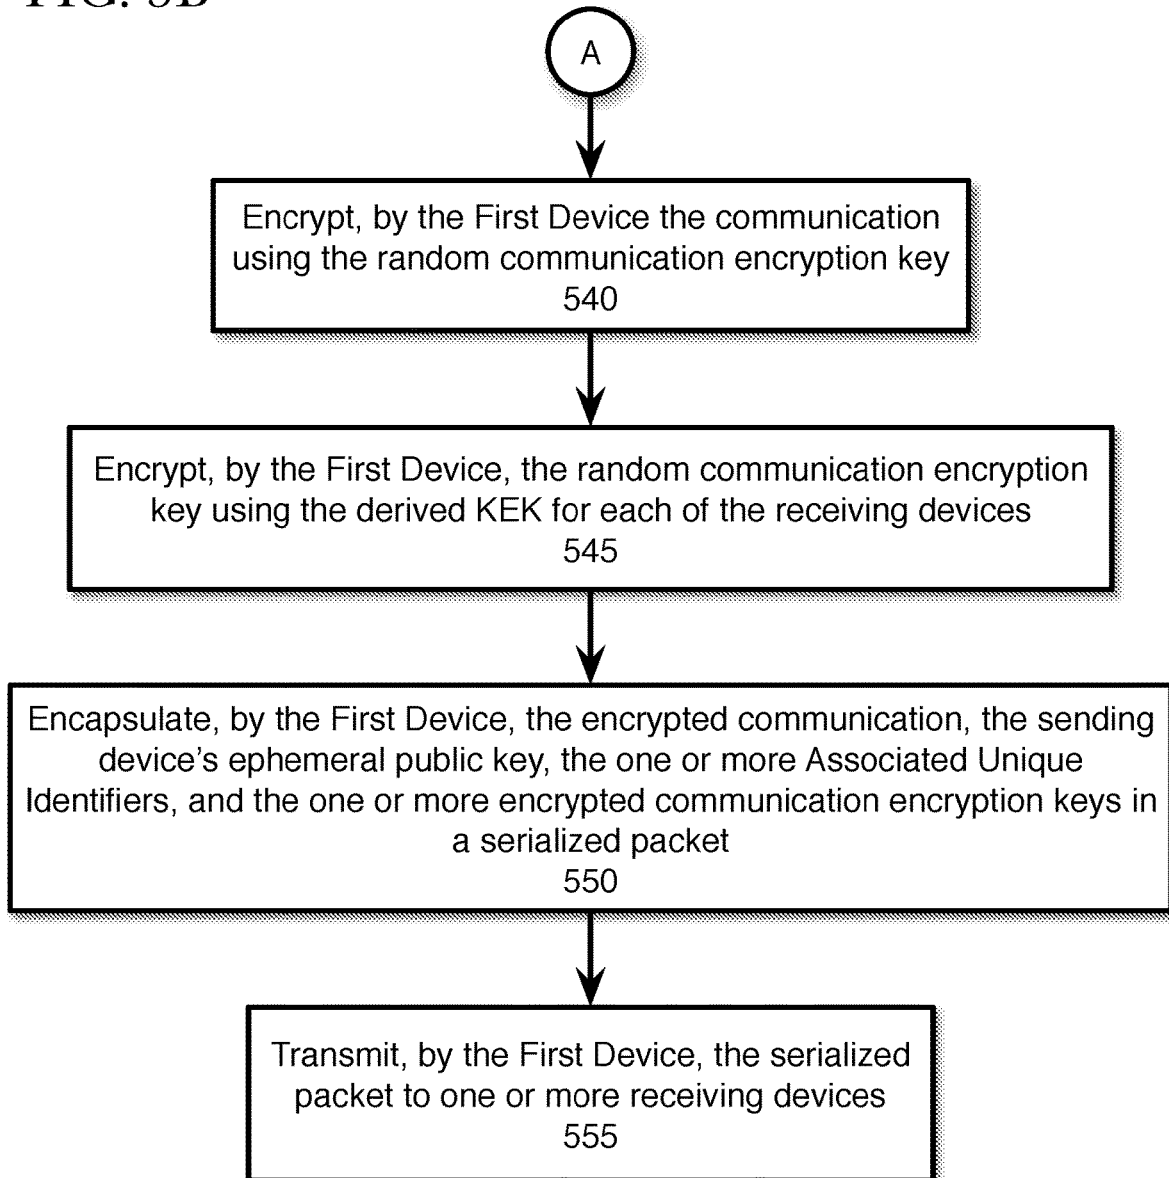 FIG. 5B
A
Encrypt, by the First Device the communication
using the random communication encryption key
540
Encrypt, by the First Device, the random communication encryption
key using the derived KEK for each of the receiving devices
545
Encapsulate, by the First Device, the encrypted communication, the sending
device's ephemeral public key, the one or more Associated Unique
Identifiers, and the one or more encrypted communication encryption keys in
a serialized packet
550
Transmit, by the First Device, the serialized
packet to one or more receiving devices
555